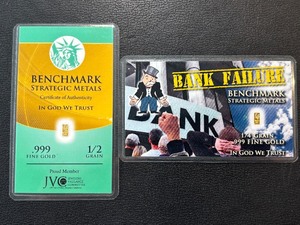 BENCHMARK
STRATEGIC METALS
Certificate of Authenticity
IN GOD WE TRUST
.999
FINE GOLD
1/2
GRAIN
Proud Member
JVC
BANK FAILURE
BENCHMARK
STRATEGIC METALS
BANK
1/4 GRAIN
.999 FINE GOLD
IN GOD WE TRUST